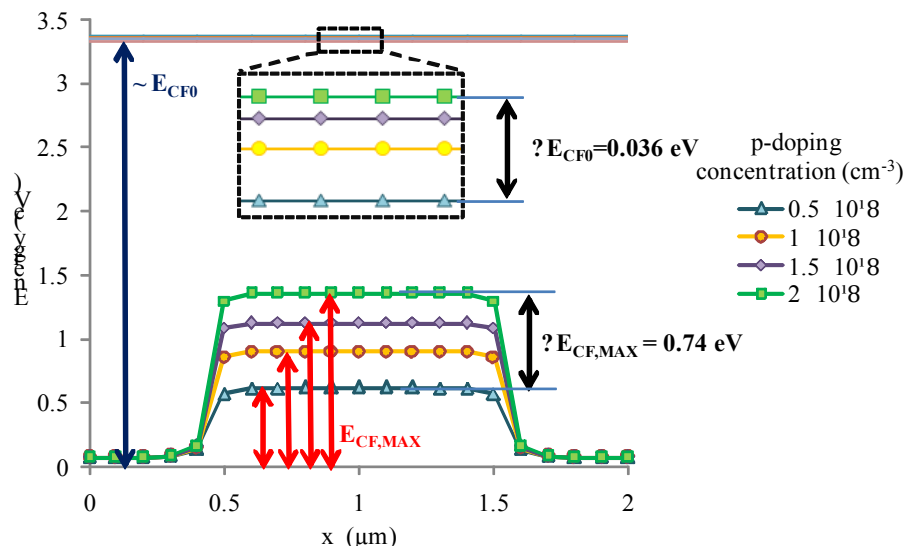 3.5
3
2.5
2
1.5
1
0.5
0
Energy (eV)
~ E_CF0
?E_CF0=0.036 eV
?E_CF,MAX = 0.74 eV
E_CF,MAX
p-doping
concentration (cm⁻³)
0.5 10¹8
1 10¹8
1.5 10¹8
2 10¹8
0
0.5
1
1.5
2
x (µm)